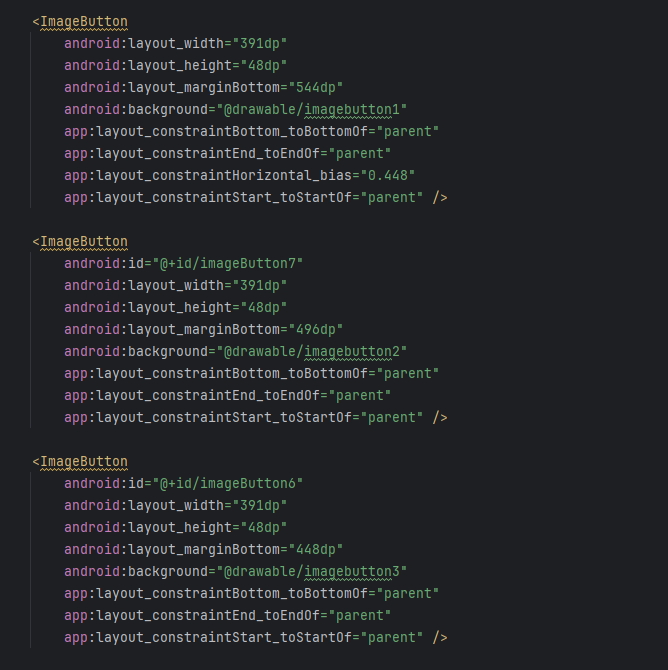 <ImageButton
android:layout_width="391dp"
android:layout_height="48dp"
android:layout_marginBottom="544dp"
android:background="@drawable/imagebutton1"
app:layout_constraintBottom_toBottomOf="parent"
app:layout_constraintEnd_toEndOf="parent"
app:layout_constraintHorizontal_bias="0.448"
app:layout_constraintStart_toStartOf="parent" />
<ImageButton
android:id="@+id/imageButton7"
android:layout_width="391dp"
android:layout_height="48dp"
android:layout_marginBottom="496dp"
android:background="@drawable/imagebutton2"
app:layout_constraintBottom_toBottomOf="parent"
app:layout_constraintEnd_toEndOf="parent"
app:layout_constraintStart_toStartOf="parent" />
<ImageButton
android:id="@+id/imageButton6"
android:layout_width="391dp"
android:layout_height="48dp"
android:layout_marginBottom="448dp"
android:background="@drawable/imagebutton3"
app:layout_constraintBottom_toBottomOf="parent"
app:layout_constraintEnd_toEndOf="parent"
app:layout_constraintStart_toStartOf="parent" />